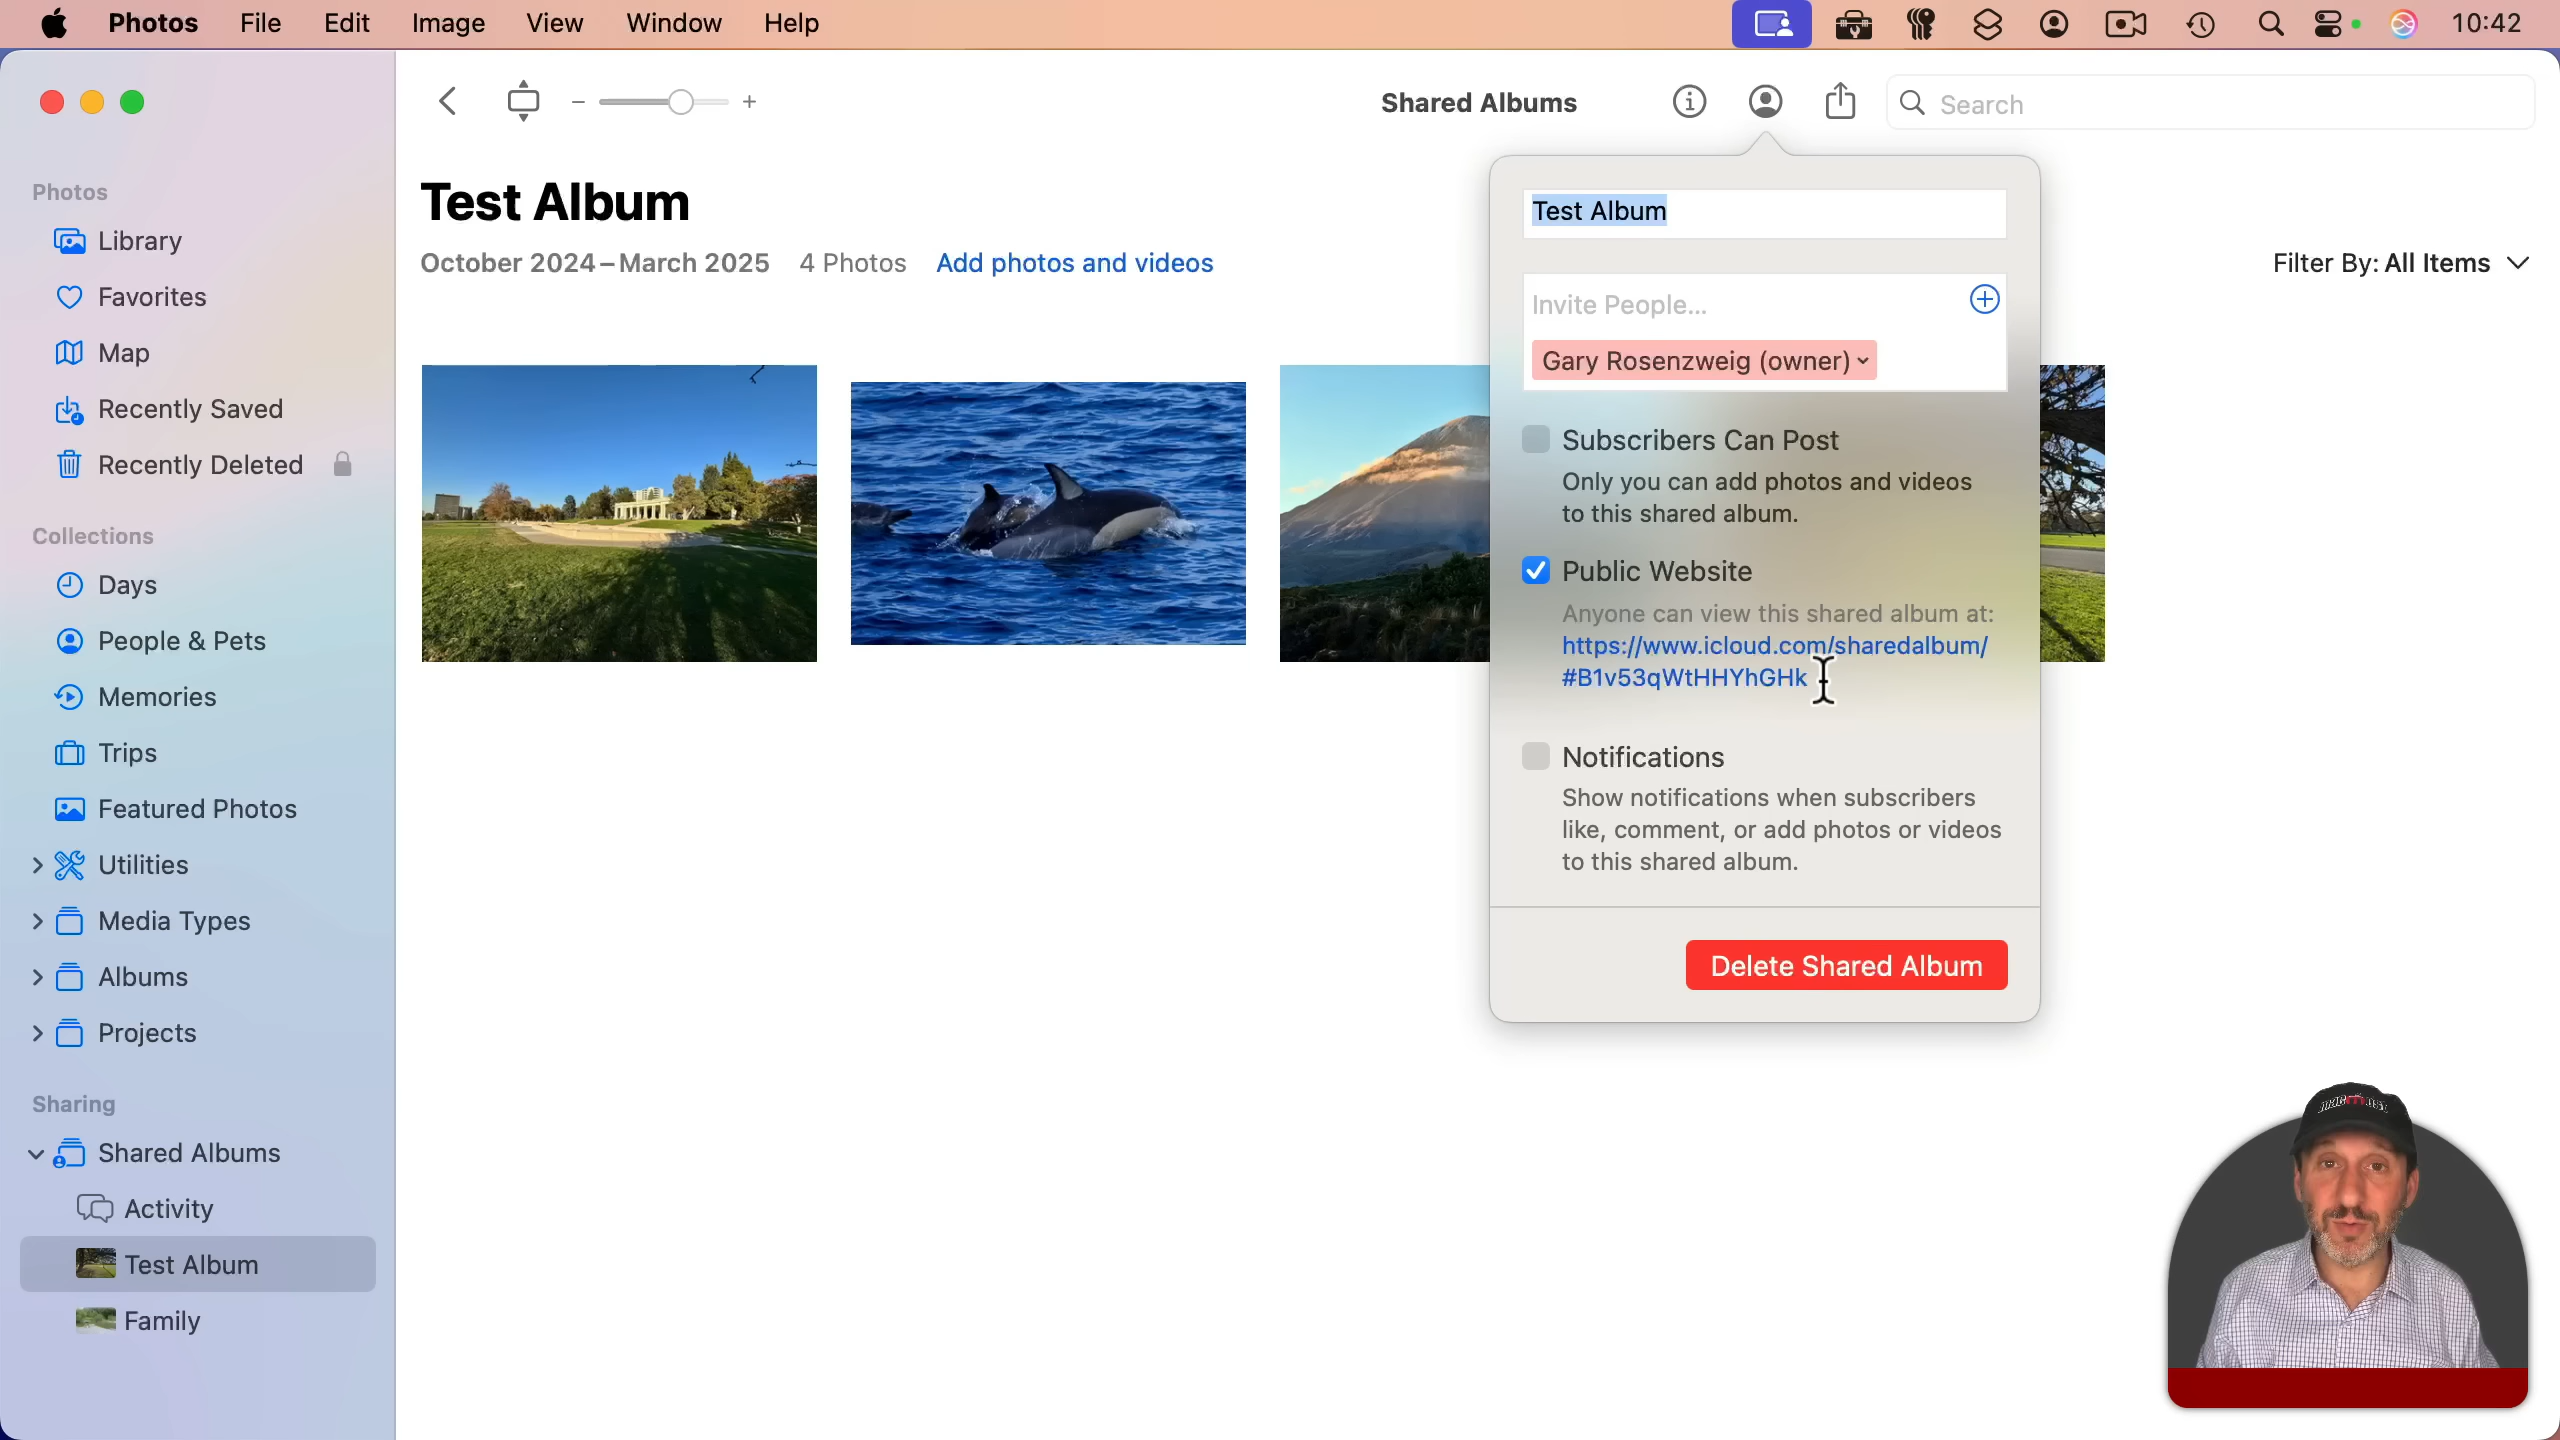 Photos File Edit Image View Window Help 10:42
Shared Albums
Search
Photos
Library
Favorites
Map
Recently Saved
Recently Deleted
Collections
Days
People & Pets
Memories
Trips
Featured Photos
Utilities
Media Types
Albums
Projects
Sharing
Shared Albums
Activity
Test Album
Family
Test Album
October 2024–March 2025 4 Photos Add photos and videos
Filter By: All Items
Test Album
Invite People...
Gary Rosenzweig (owner)
Subscribers Can Post
Only you can add photos and videos
to this shared album.
Public Website
Anyone can view this shared album at:
https://www.icloud.com/sharedalbum/
#B1v53qWtHHYhGHk
Notifications
Show notifications when subscribers
like, comment, or add photos or videos
to this shared album.
Delete Shared Album